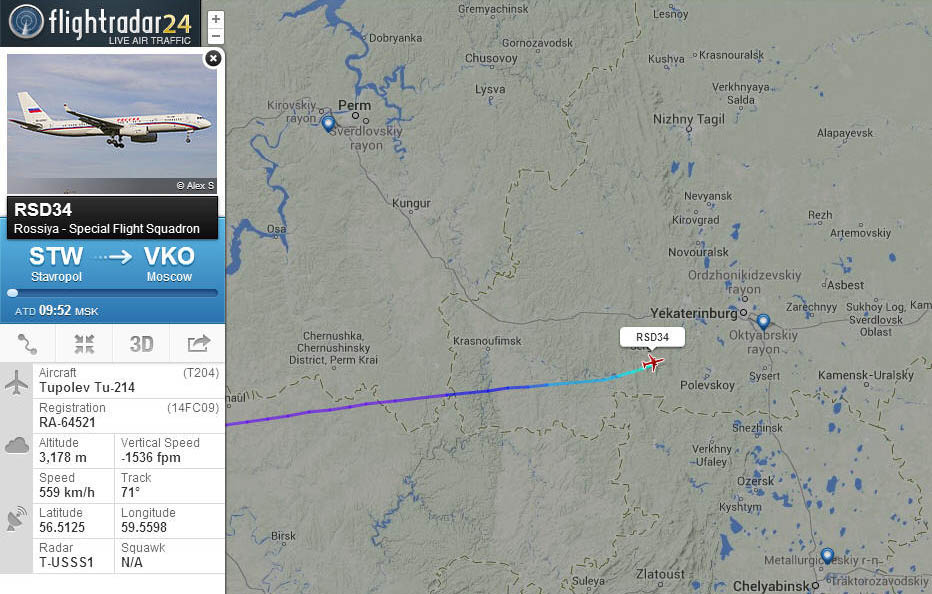 flightradar24
LIVE AIR TRAFFIC
+
−
© Alex S
RSD34
Rossiya - Special Flight Squadron
STW
VKO
Stavropol
Moscow
ATD 09:52 MSK
3D
Aircraft
(T204)
Tupolev Tu-214
Registration
(14FC09)
RA-64521
Altitude
Vertical Speed
3,178 m
-1536 fpm
Speed
Track
559 km/h
71°
Latitude
Longitude
56.5125
59.5598
Radar
Squawk
T-USSS1
N/A
Gremyachinsk
Lesnoy
Dobryanka
Gornozavodsk
Chusovoy
Kushva
Krasnouralsk
Lysva
Verkhnyaya
Salda
Kirovskiy
rayon
Perm
Sverdlovskiy
rayon
Nizhny Tagil
Alapayevsk
Kungur
Nevyansk
Kirovgrad
Rezh
Artemovskiy
Osa
Novouralsk
Ordzhonikidzevskiy
rayon
Asbest
Yekaterinburg
Zarechnyy
Sukhoy Log,
Sverdlovsk
Oblast
Kam
Oktyabrskiy
rayon
Chernushka,
Chernushinsky
District, Perm Krai
Krasnoufimsk
RSD34
Sysert
Kamensk-Uralsky
Polevskoy
naúl
Snezhinsk
Verkhny
-Ufaley
Ozersk
Kyshtym
Birsk
Metallurgicheskiy r-n
Suleya
Zlatoust
Chelyabinsk
Traktorozavodskiy